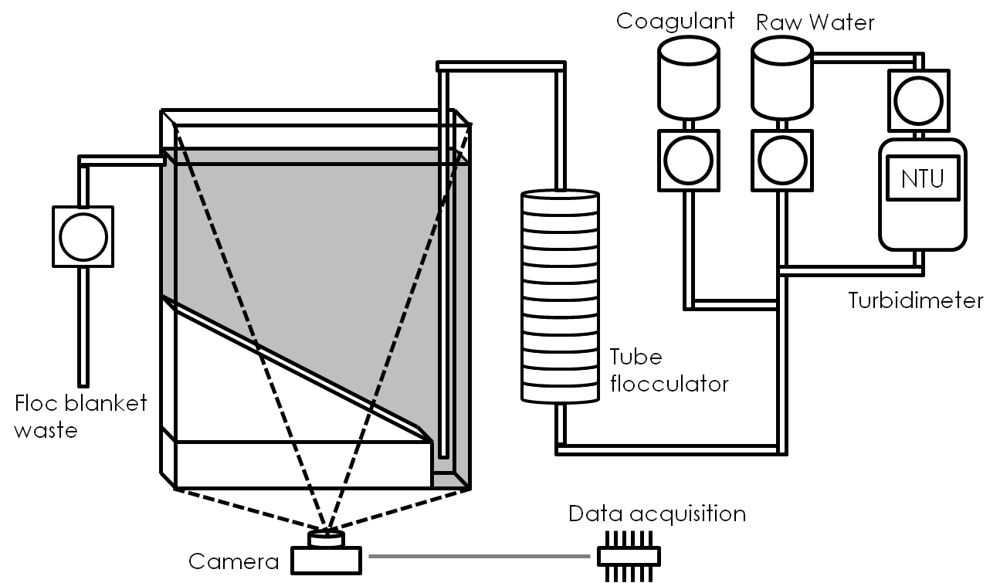 Coagulant
Raw Water
NTU
Turbidimeter
Tube
flocculator
Floc blanket
waste
Data acquisition
Camera